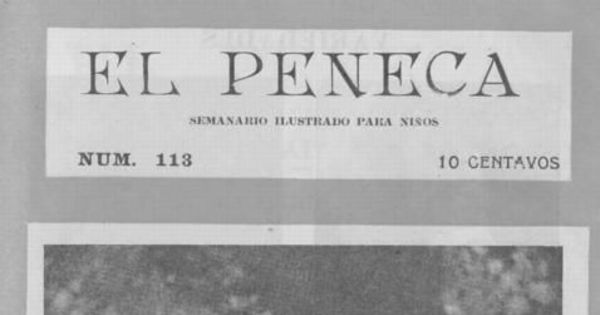 EL PENECA
SEMANARIO ILUSTRADO PARA NIÑOS
NUM. 113
10 CENTAVOS